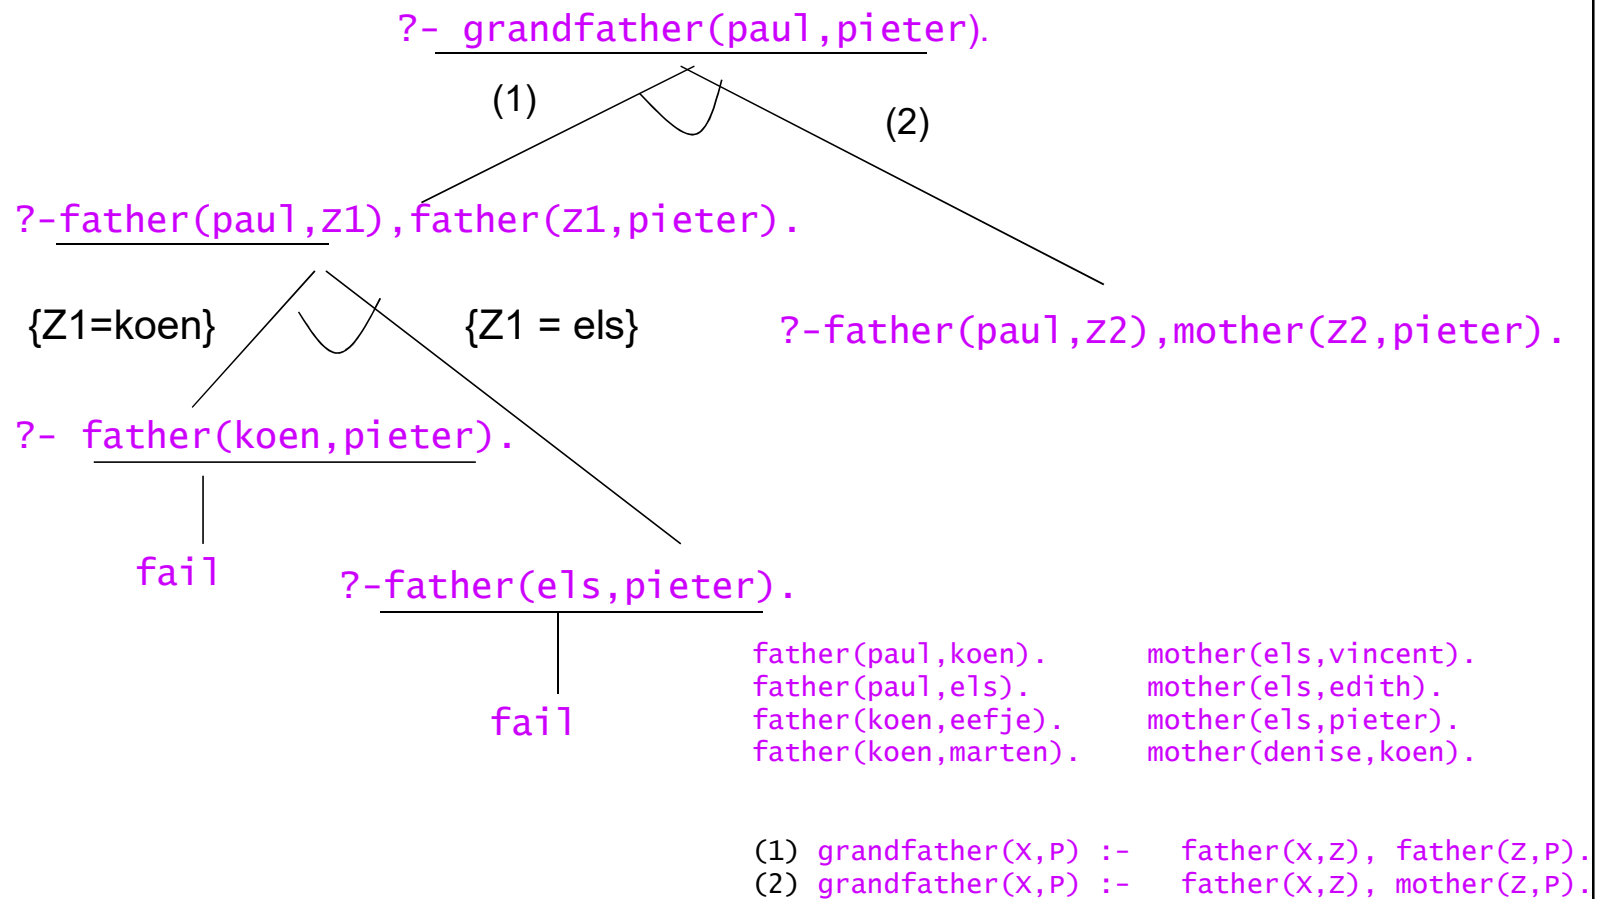 ?- grandfather(paul,pieter).
(1)
(2)
?-father(paul,Z1),father(Z1,pieter).
{Z1=koen}
{Z1 = els}
?-father(paul,Z2),mother(Z2,pieter).
?- father(koen,pieter).
fail
?-father(els,pieter).
fail
father(paul,koen). mother(els,vincent).
father(paul,els). mother(els,edith).
father(koen,eefje). mother(els,pieter).
father(koen,marten). mother(denise,koen).
(1) grandfather(X,P) :- father(X,Z), father(Z,P).
(2) grandfather(X,P) :- father(X,Z), mother(Z,P).